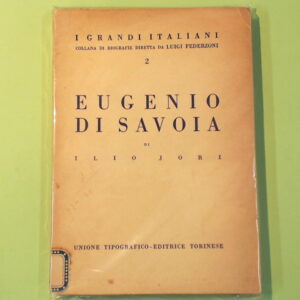 I GRANDI ITALIANI
COLLANA DI BIOGRAFIE DIRETTA DA LUIGI FEDERZONI
2
EUGENIO
DI SAVOIA
DI
ILIO JORI
UNIONE TIPOGRAFICO-EDITRICE TORINESE